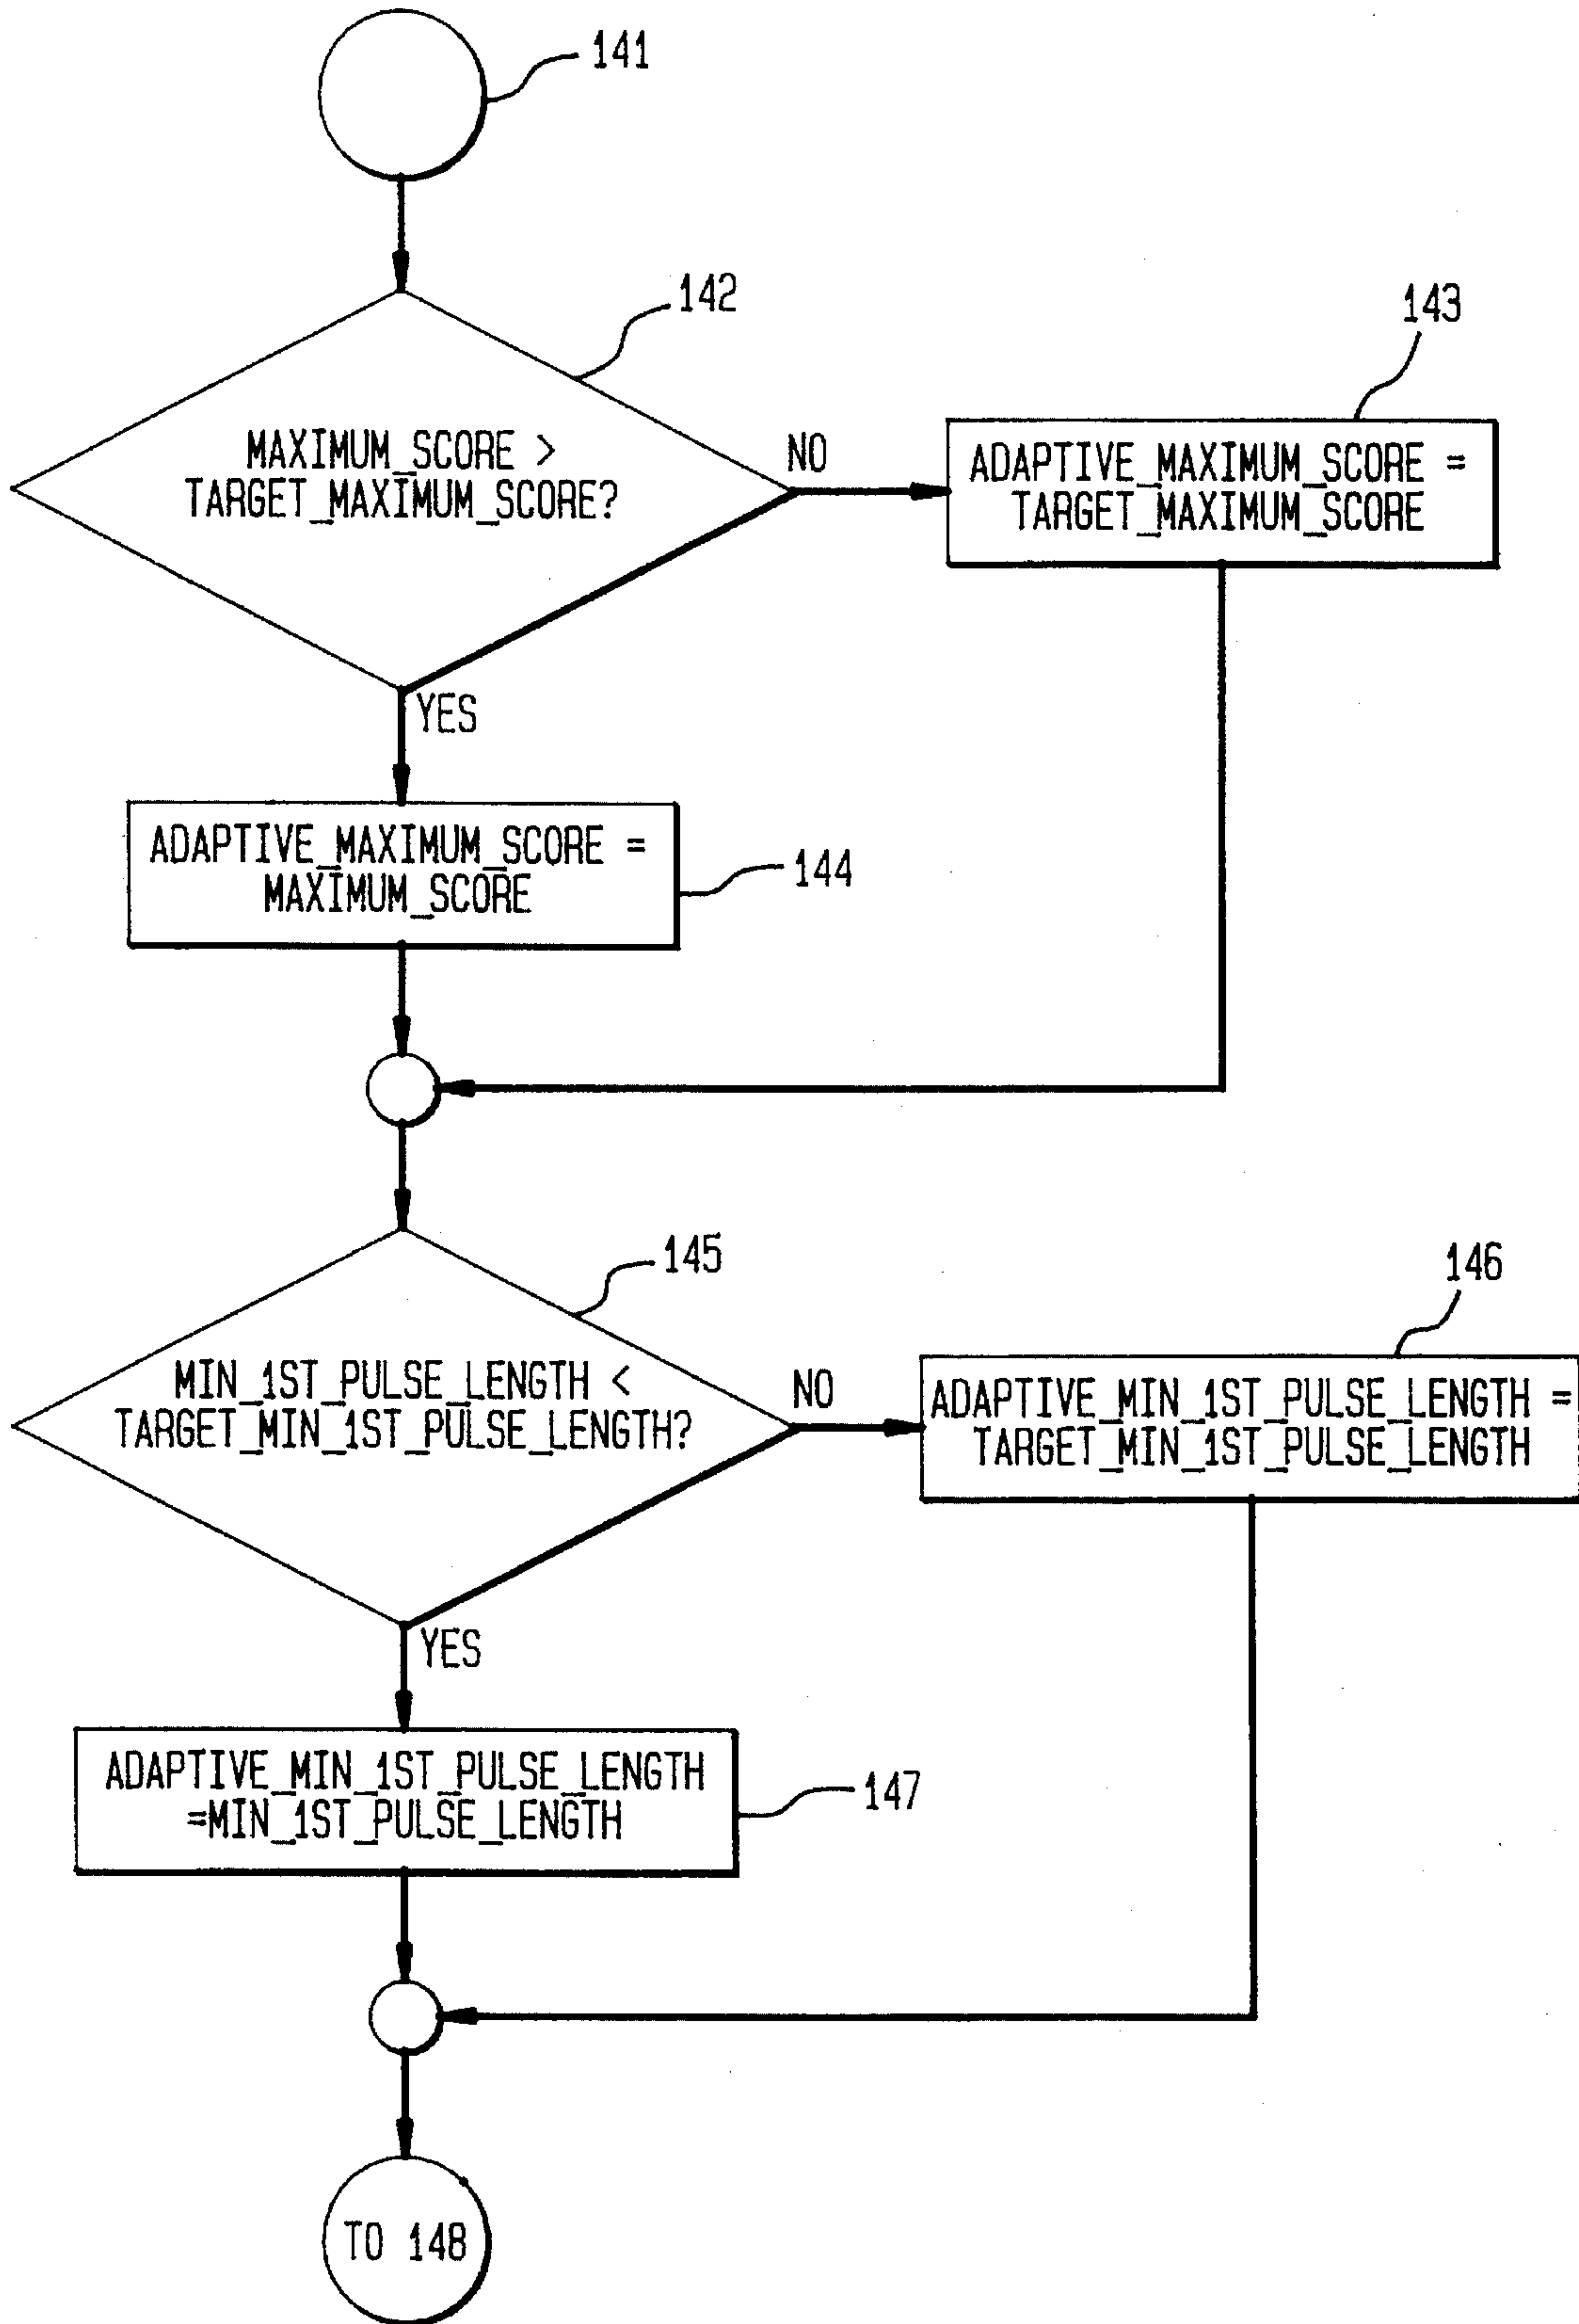 141
142
143
MAXIMUM_SCORE >
TARGET_MAXIMUM_SCORE?
NO
ADAPTIVE_MAXIMUM_SCORE =
TARGET_MAXIMUM_SCORE
YES
ADAPTIVE_MAXIMUM_SCORE =
MAXIMUM_SCORE
144
145
146
MIN_1ST_PULSE_LENGTH <
TARGET_MIN_1ST_PULSE_LENGTH?
NO
ADAPTIVE_MIN_1ST_PULSE_LENGTH =
TARGET_MIN_1ST_PULSE_LENGTH
YES
ADAPTIVE_MIN_1ST_PULSE_LENGTH
=MIN_1ST_PULSE_LENGTH
147
TO 148